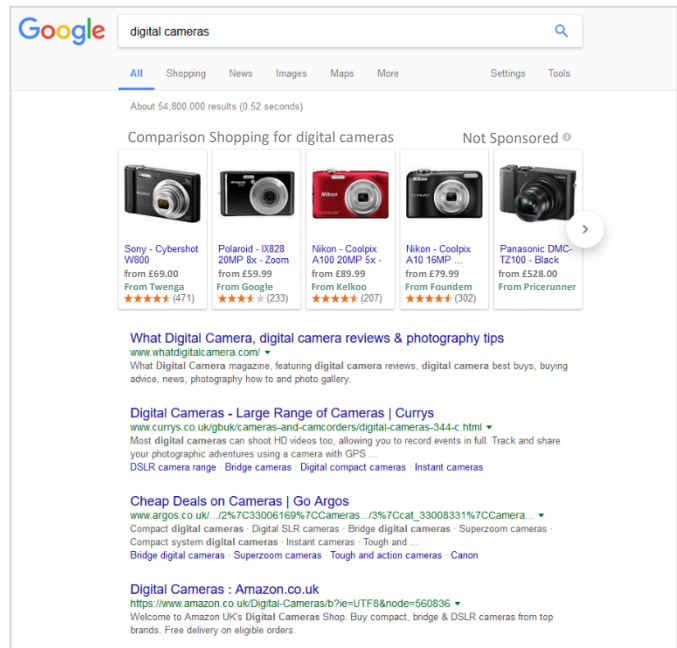 Google
digital cameras
All Shopping News Images Maps More Settings Tools
About 54,800,000 results (0.52 seconds)
Comparison Shopping for digital cameras Not Sponsored
SONY
Polaroid
Nikon
COOLPIX
Nikon
COOLPIX
Sony - Cybershot
W800
from £69.00
From Twenga
(471)
Polaroid - IX828
20MP 8x - Zoom
from £59.99
From Google
(233)
Nikon - Coolpix
A100 20MP 5x -
from £89.99
From Kelkoo
(207)
Nikon - Coolpix
A10 16MP ...
from £79.99
From Foundem
(302)
Panasonic DMC-
TZ100 - Black
from £528.00
From Pricerunner
What Digital Camera, digital camera reviews & photography tips
www.whatdigitalcamera.com/
What Digital Camera magazine, featuring digital camera reviews, digital camera best buys, buying
advice, news, photography how to and photo gallery.
Digital Cameras - Large Range of Cameras | Currys
www.currys.co.uk/gbuk/cameras-and-camcorders/digital-cameras-344-c.html
Most digital cameras can shoot HD videos too, allowing you to record events in full. Track and share
your photographic adventures using a camera with GPS ...
DSLR camera range · Bridge cameras · Digital compact cameras · Instant cameras
Cheap Deals on Cameras | Go Argos
www.argos.co.uk/.../2%7C33006169%7CCameras.../3%7Ccat_33008331%7CCamera...
Compact digital cameras · Digital SLR cameras · Bridge digital cameras · Superzoom cameras ·
Compact system digital cameras · Instant cameras · Tough and ...
Bridge digital cameras · Superzoom cameras · Tough and action cameras · Canon
Digital Cameras : Amazon.co.uk
https://www.amazon.co.uk/Digital-Cameras/b?ie=UTF8&node=560836
Welcome to Amazon UK's Digital Cameras Shop. Buy compact, bridge & DSLR cameras from top
brands. Free delivery on eligible orders.